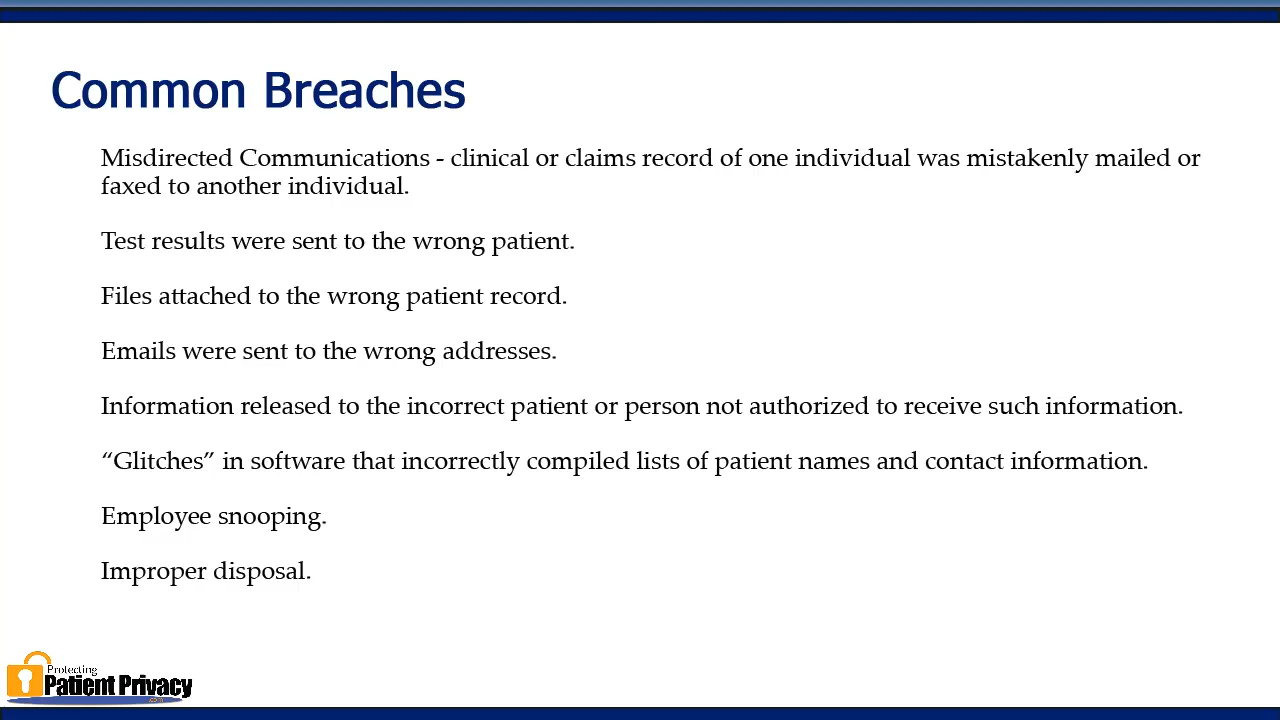 Common Breaches
Misdirected Communications - clinical or claims record of one individual was mistakenly mailed or
faxed to another individual.
Test results were sent to the wrong patient.
Files attached to the wrong patient record.
Emails were sent to the wrong addresses.
Information released to the incorrect patient or person not authorized to receive such information.
“Glitches” in software that incorrectly compiled lists of patient names and contact information.
Employee snooping.
Improper disposal.
Protecting
Patient Privacy
.com